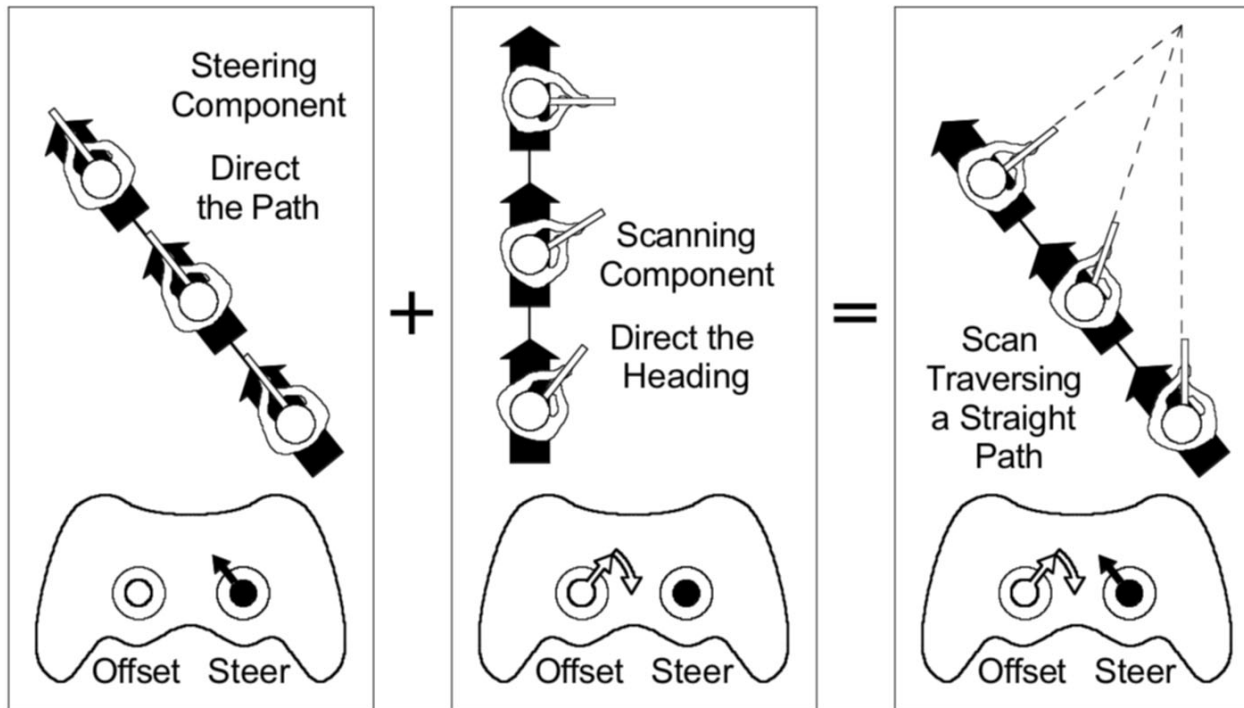 Steering
Component
Direct
the Path
Offset Steer
+
Scanning
Component
Direct the
Heading
Offset Steer
=
Scan
Traversing
a Straight
Path
Offset Steer